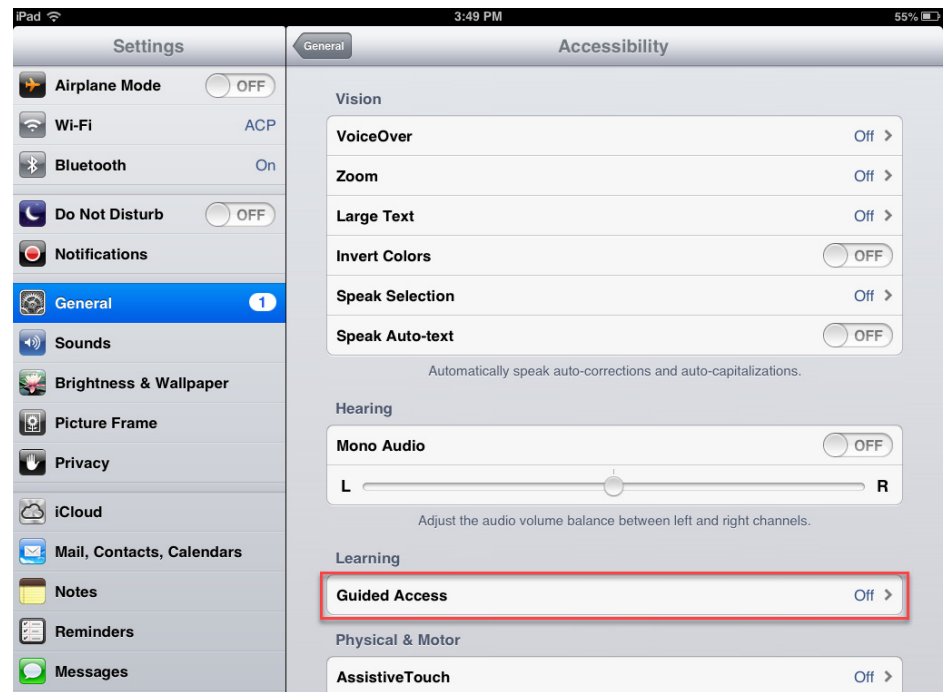 iPad 3:49 PM 55%
Settings
Airplane Mode OFF
Wi-Fi ACP
Bluetooth On
Do Not Disturb OFF
Notifications
General 1
Sounds
Brightness & Wallpaper
Picture Frame
Privacy
iCloud
Mail, Contacts, Calendars
Notes
Reminders
Messages
General Accessibility
Vision
VoiceOver Off
Zoom Off
Large Text Off
Invert Colors OFF
Speak Selection Off
Speak Auto-text OFF
Automatically speak auto-corrections and auto-capitalizations.
Hearing
Mono Audio OFF
L R
Adjust the audio volume balance between left and right channels.
Learning
Guided Access Off
Physical & Motor
AssistiveTouch Off